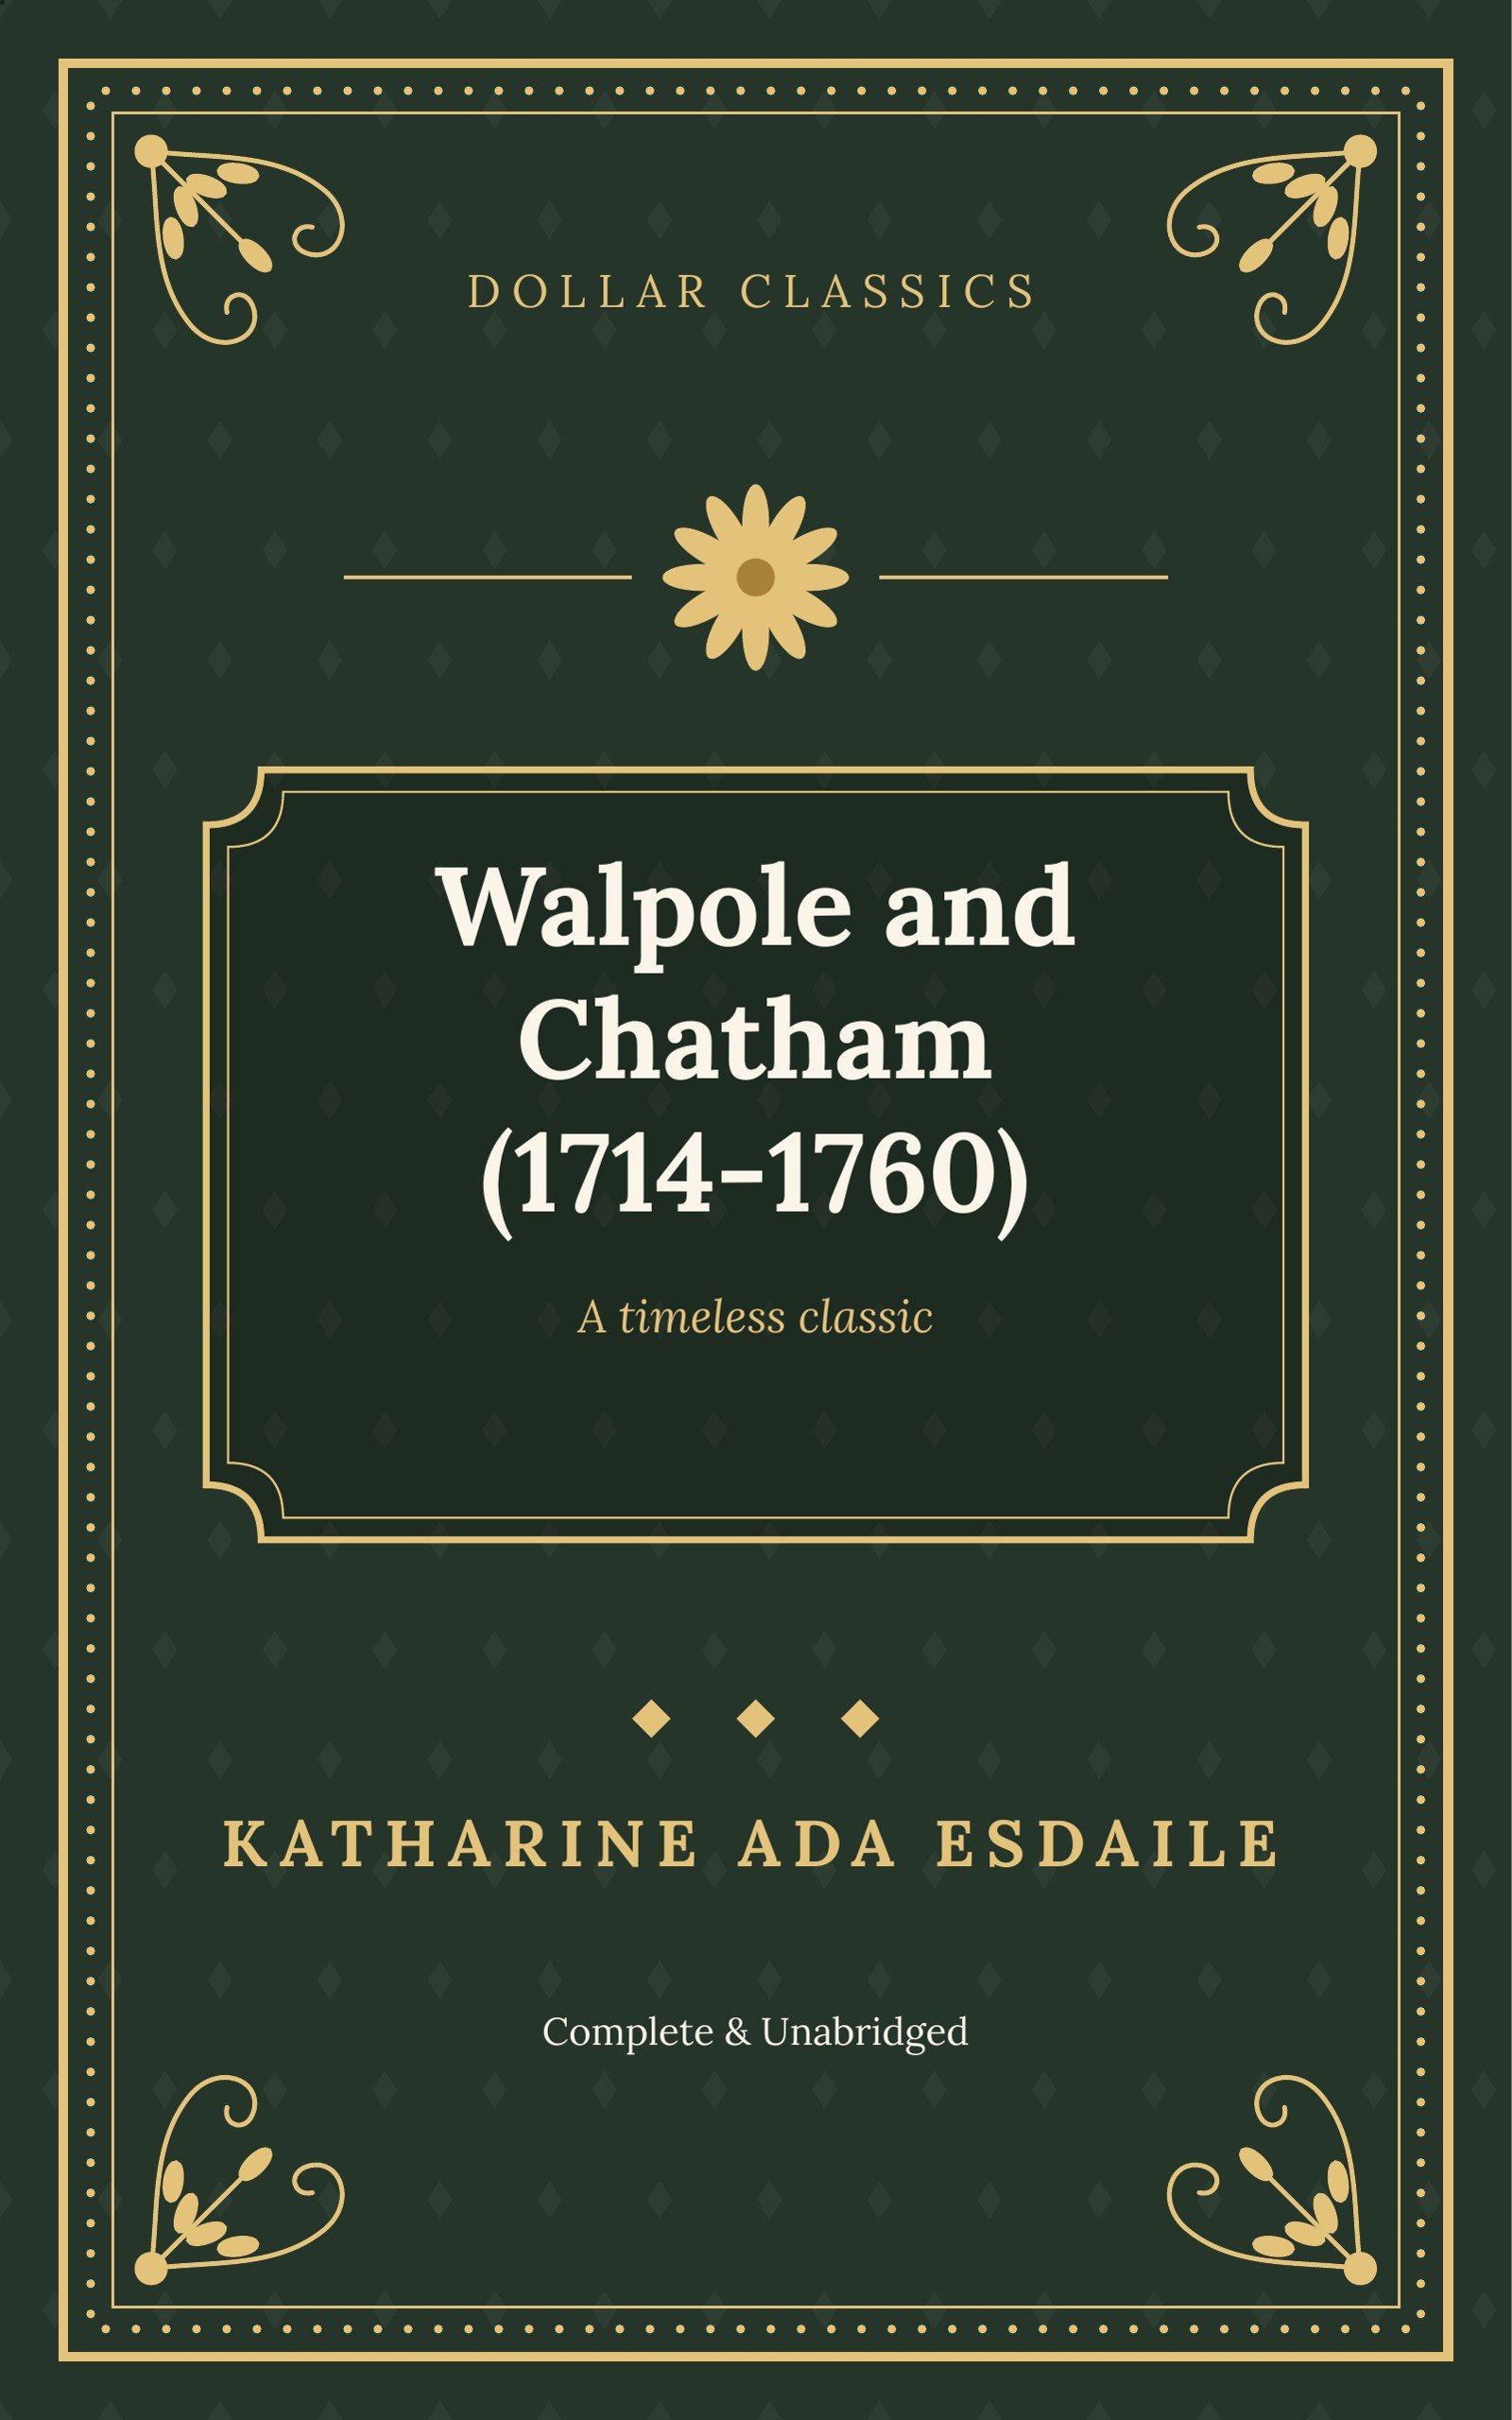 DOLLAR CLASSICS
Walpole and
Chatham
(1714–1760)
A timeless classic
KATHARINE ADA ESDAILE
Complete & Unabridged